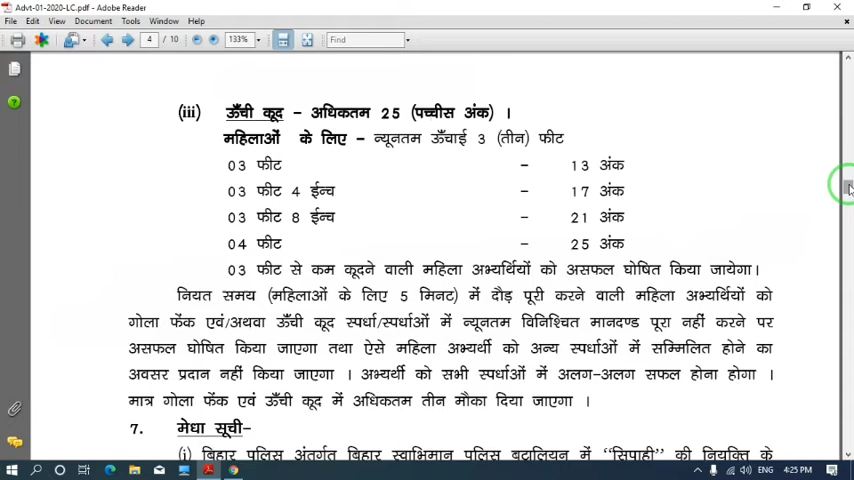 Advt-01-2020-LC.pdf - Adobe Reader
File Edit View Document Tools Window Help
4 / 10 133% Find
(iii) ऊँची कूद - अधिकतम 25 (पच्चीस अंक) ।
महिलाओं के लिए - न्यूनतम ऊँचाई 3 (तीन) फीट
03 फीट - 13 अंक
03 फीट 4 ईन्च - 17 अंक
03 फीट 8 ईन्च - 21 अंक
04 फीट - 25 अंक
03 फीट से कम कूदने वाली महिला अभ्यर्थियों को असफल घोषित किया जायेगा।
नियत समय (महिलाओं के लिए 5 मिनट) में दौड़ पूरी करने वाली महिला अभ्यर्थियों को
गोला फेंक एवं/अथवा ऊँची कूद स्पर्धा/स्पर्धाओं में न्यूनतम विनिश्चित मानदण्ड पूरा नहीं करने पर
असफल घोषित किया जाएगा तथा ऐसे महिला अभ्यर्थी को अन्य स्पर्धाओं में सम्मिलित होने का
अवसर प्रदान नहीं किया जाएगा । अभ्यर्थी को सभी स्पर्धाओं में अलग-अलग सफल होना होगा ।
मात्र गोला फेंक एवं ऊँची कूद में अधिकतम तीन मौका दिया जाएगा ।
7. मेधा सूची-
(i) बिहार पुलिस अंतर्गत बिहार स्वाभिमान पुलिस बटालियन में “सिपाही” की नियुक्ति के
ENG 4:25 PM